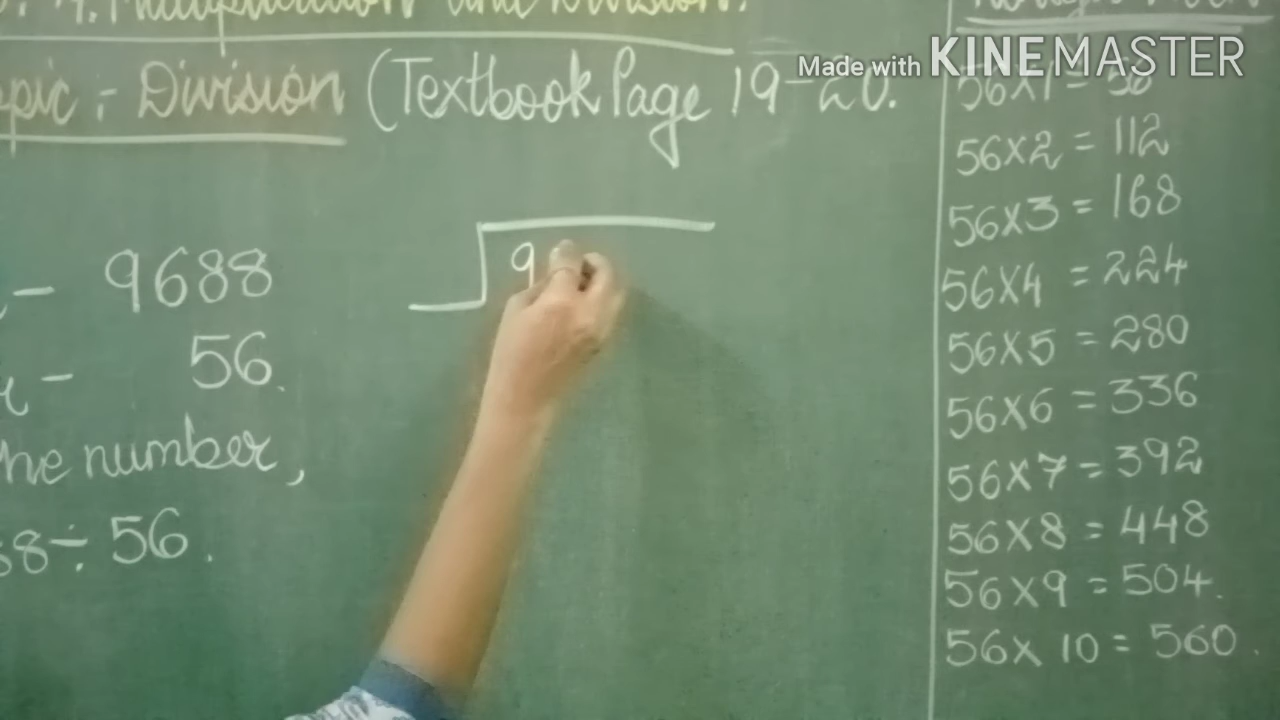 4. Multiplication and Division.
Topic :- Division (Textbook Page 19-20.
Made with KINEMASTER
- 9688
- 56.
the number,
÷ 56.
9
56X1 = 56
56X2 = 112
56X3 = 168
56X4 = 224
56X5 = 280
56X6 = 336
56X7 = 392
56X8 = 448
56X9 = 504.
56X 10 = 560.